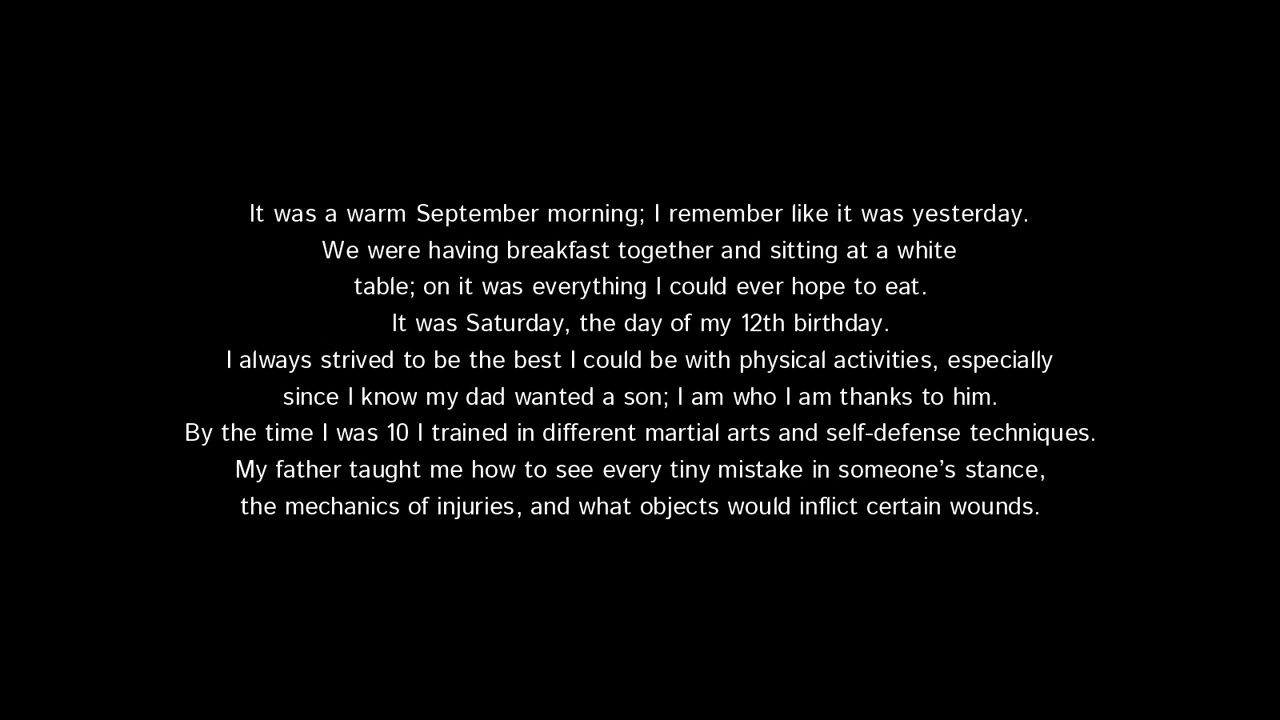 It was a warm September morning; I remember like it was yesterday.
We were having breakfast together and sitting at a white
table; on it was everything I could ever hope to eat.
It was Saturday, the day of my 12th birthday.
I always strived to be the best I could be with physical activities, especially
since I know my dad wanted a son; I am who I am thanks to him.
By the time I was 10 I trained in different martial arts and self-defense techniques.
My father taught me how to see every tiny mistake in someone’s stance,
the mechanics of injuries, and what objects would inflict certain wounds.